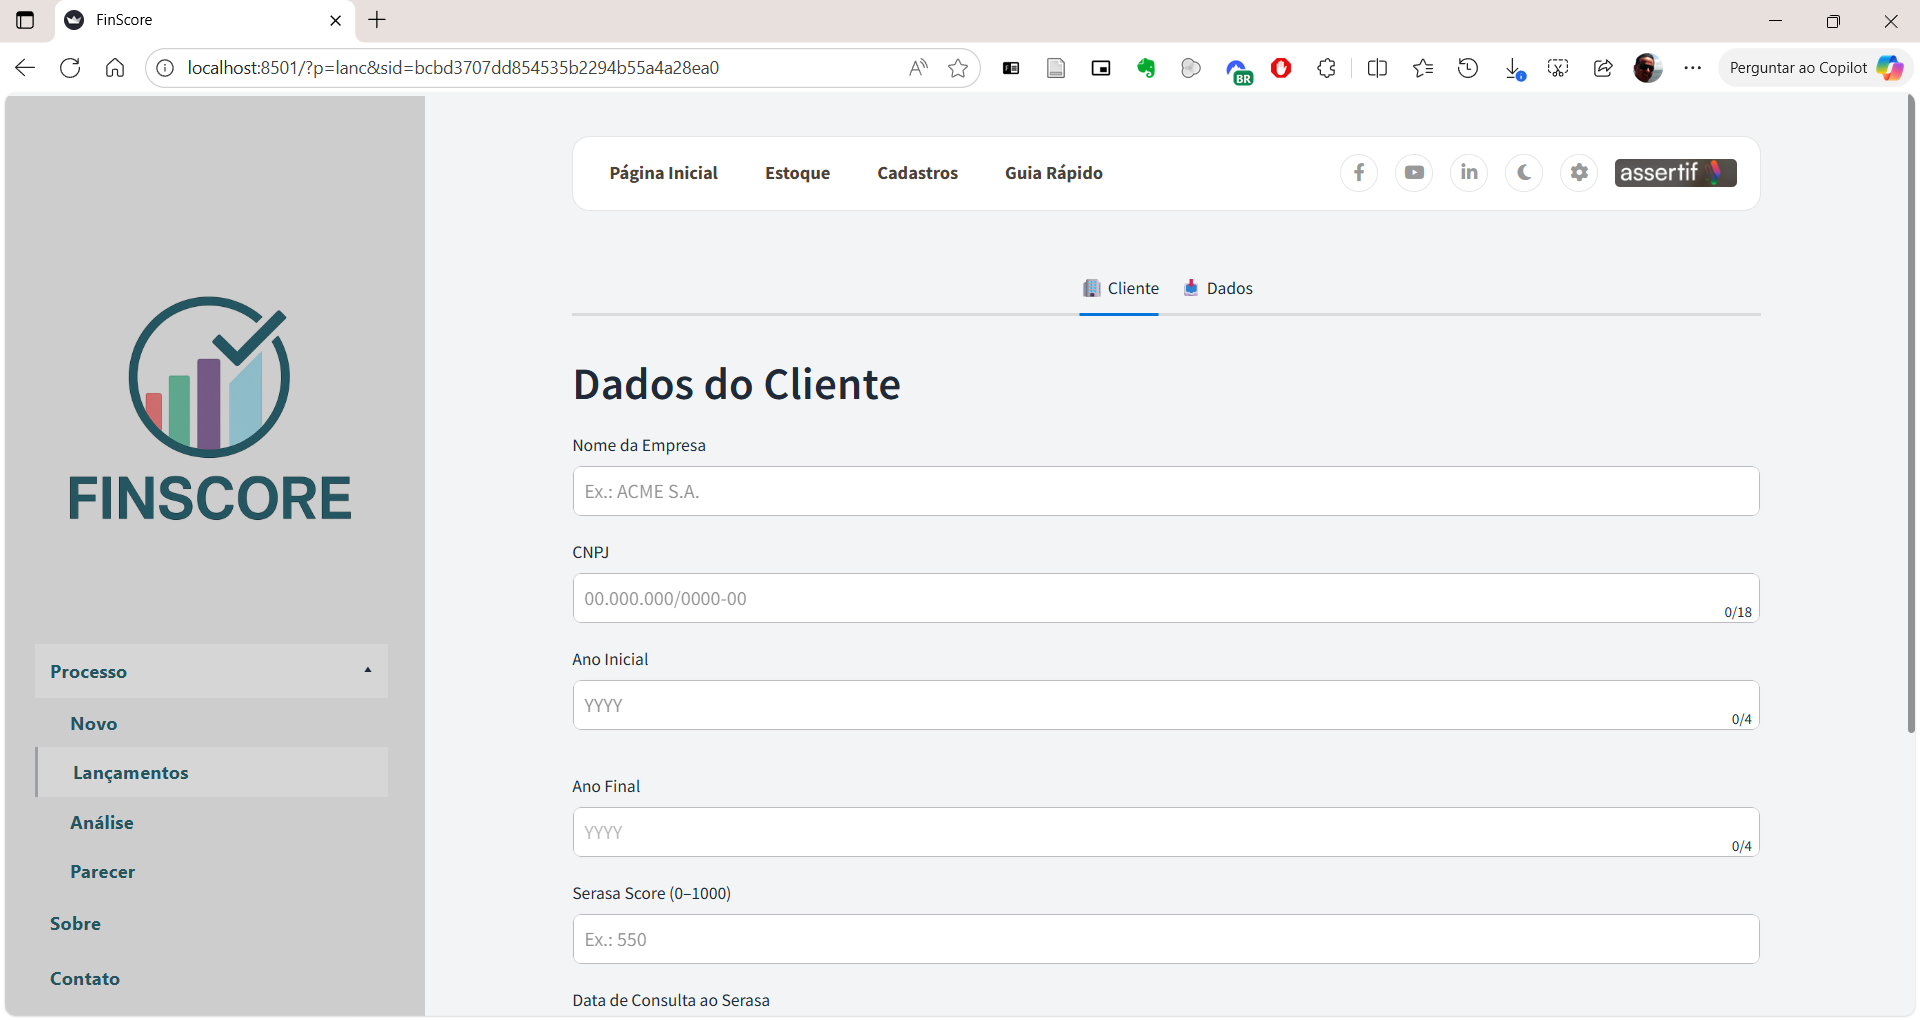 FinScore
localhost:8501/?p=lanc&sid=bcbd3707dd854535b2294b55a4a28ea0
BR
Perguntar ao Copilot
Página Inicial
Estoque
Cadastros
Guia Rápido
assertif
FINSCORE
Processo
Novo
Lançamentos
Análise
Parecer
Sobre
Contato
Cliente
Dados
Dados do Cliente
Nome da Empresa
Ex.: ACME S.A.
CNPJ
00.000.000/0000-00
0/18
Ano Inicial
YYYY
0/4
Ano Final
YYYY
0/4
Serasa Score (0–1000)
Ex.: 550
Data de Consulta ao Serasa